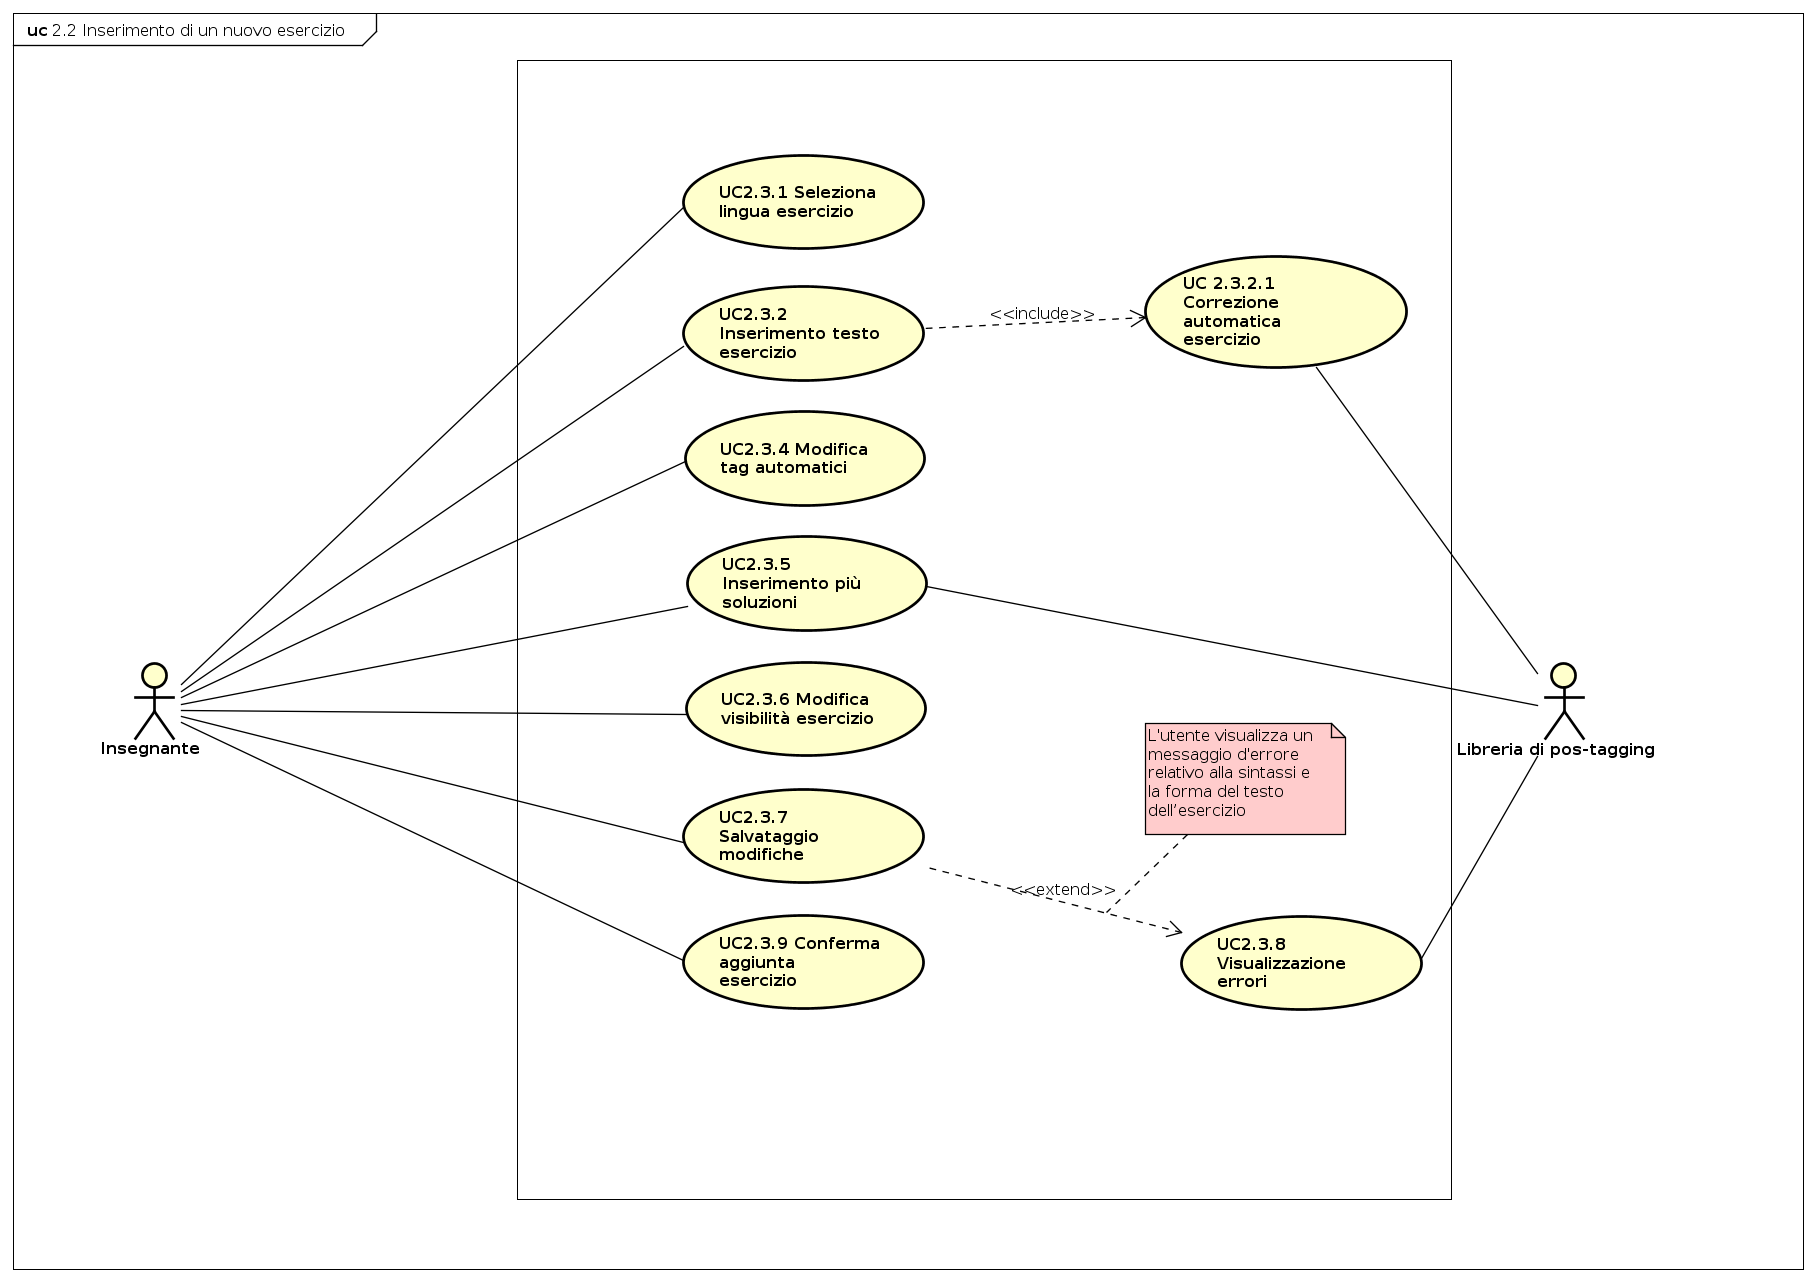 uc 2.2 Inserimento di un nuovo esercizio
UC2.3.1 Seleziona
lingua esercizio
UC2.3.2
Inserimento testo
esercizio
<<include>>
UC 2.3.2.1
Correzione
automatica
esercizio
UC2.3.4 Modifica
tag automatici
UC2.3.5
Inserimento più
soluzioni
UC2.3.6 Modifica
visibilità esercizio
Insegnante
Libreria di pos-tagging
L'utente visualizza un
messaggio d'errore
relativo alla sintassi e
la forma del testo
dell’esercizio
UC2.3.7
Salvataggio
modifiche
<<extend>>
UC2.3.9 Conferma
aggiunta
esercizio
UC2.3.8
Visualizzazione
errori